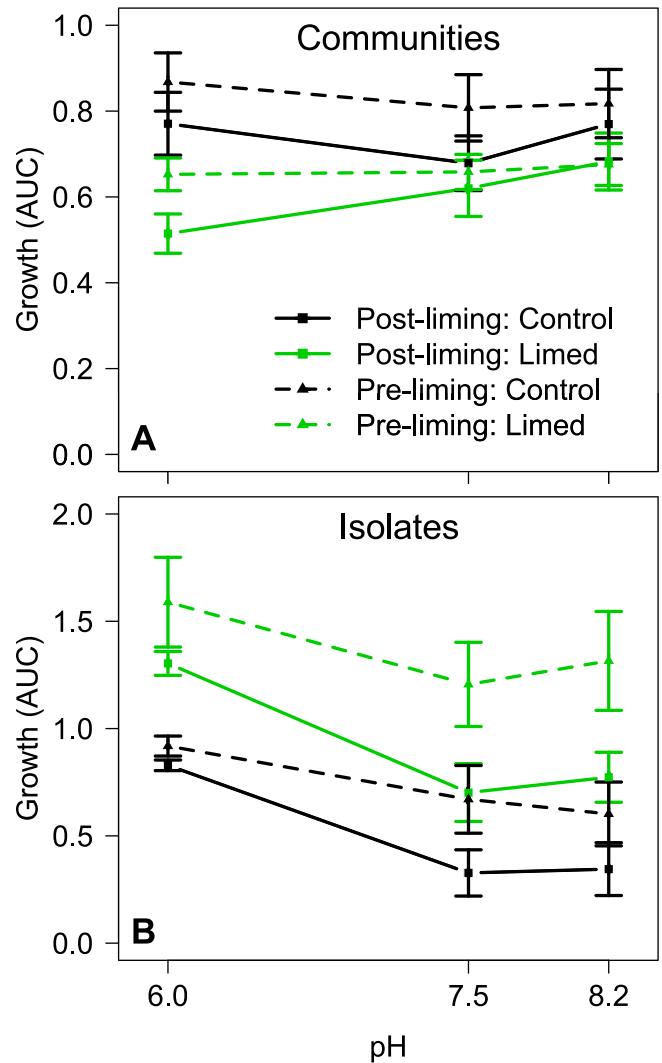 Communities
1.0
0.8
0.6
0.4
0.2
0.0
Growth (AUC)
Post-liming: Control
Post-liming: Limed
Pre-liming: Control
Pre-liming: Limed
A
Isolates
2.0
1.5
1.0
0.5
0.0
Growth (AUC)
B
6.0 7.5 8.2
pH